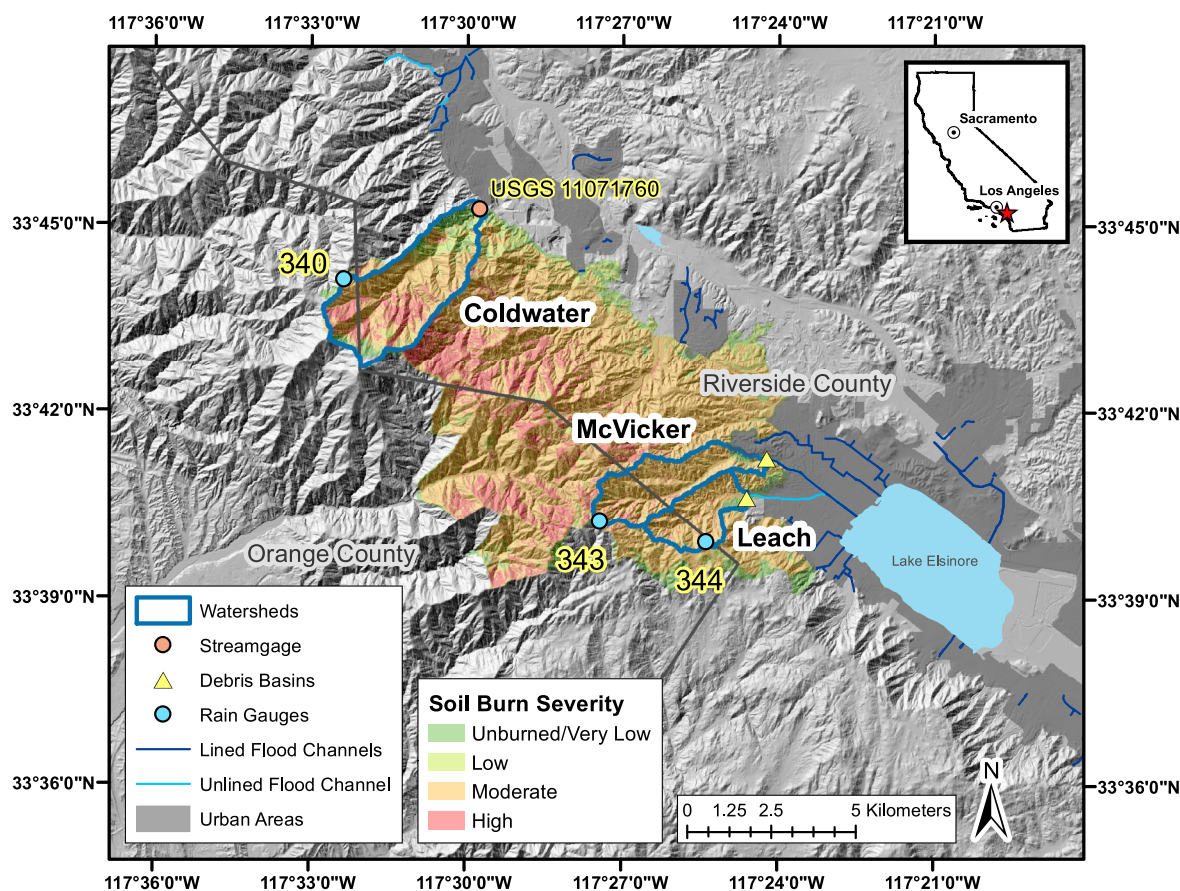 117°36'0"W 117°33'0"W 117°30'0"W 117°27'0"W 117°24'0"W 117°21'0"W
Sacramento
Los Angeles
USGS 11071760
33°45'0"N
33°45'0"N
340
Coldwater
Riverside County
33°42'0"N
33°42'0"N
McVicker
Leach
Orange County
343
344
Lake Elsinore
33°39'0"N
33°39'0"N
Watersheds
Streamgage
Debris Basins
Rain Gauges
Lined Flood Channels
Unlined Flood Channel
Urban Areas
Soil Burn Severity
Unburned/Very Low
Low
Moderate
High
33°36'0"N
33°36'0"N
0 1.25 2.5 5 Kilometers
N
117°36'0"W 117°33'0"W 117°30'0"W 117°27'0"W 117°24'0"W 117°21'0"W